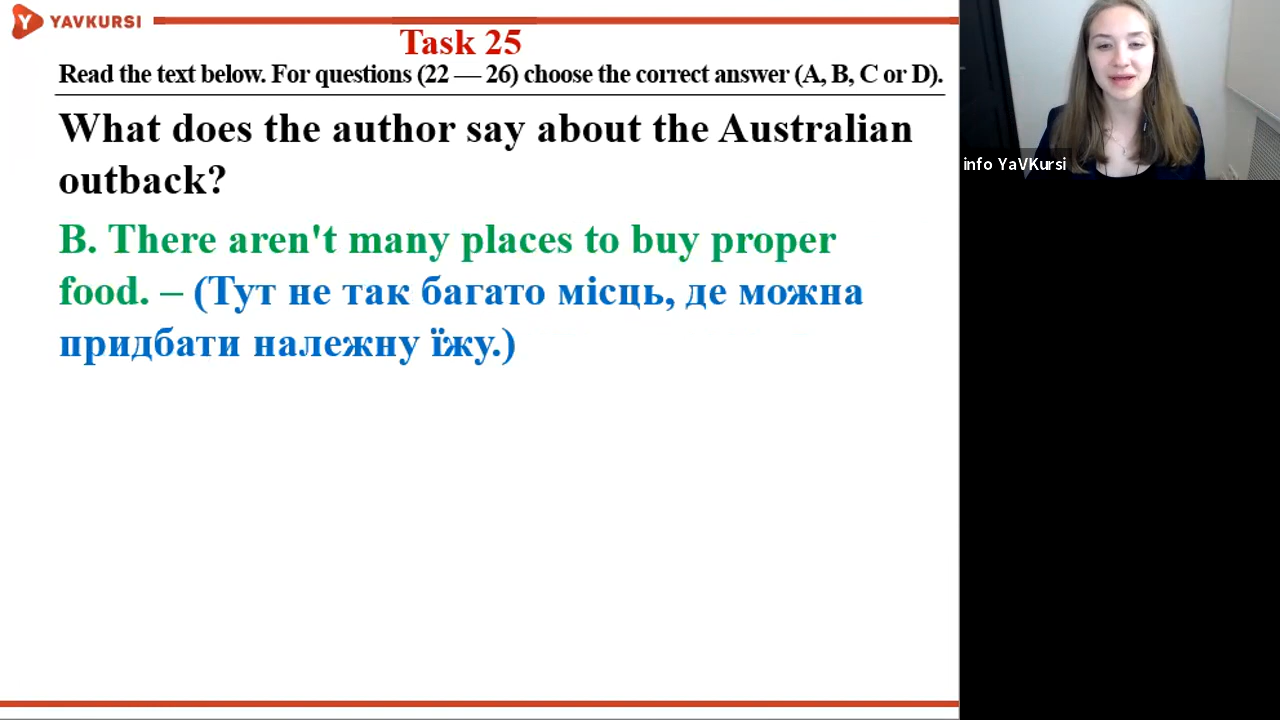 YAVKURSI
Task 25
Read the text below. For questions (22 — 26) choose the correct answer (A, B, C or D).
What does the author say about the Australian
outback?
B. There aren't many places to buy proper
food. – (Тут не так багато місць, де можна
придбати належну їжу.)
info YaVKursi